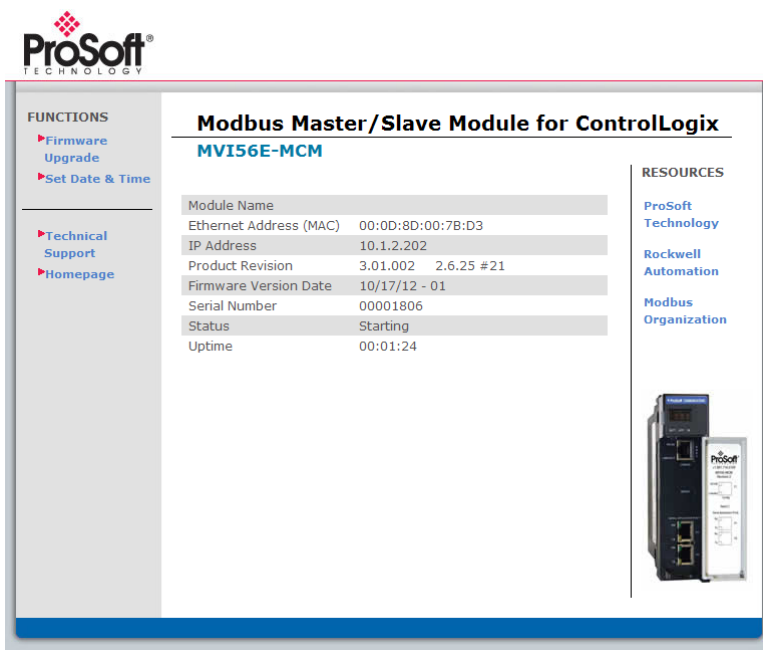 ProSoft®
TECHNOLOGY
FUNCTIONS
Firmware
Upgrade
Set Date & Time
Technical
Support
Homepage
Modbus Master/Slave Module for ControlLogix
MVI56E-MCM
Module Name
Ethernet Address (MAC) 00:0D:8D:00:7B:D3
IP Address 10.1.2.202
Product Revision 3.01.002 2.6.25 #21
Firmware Version Date 10/17/12 - 01
Serial Number 00001806
Status Starting
Uptime 00:01:24
RESOURCES
ProSoft
Technology
Rockwell
Automation
Modbus
Organization
ProSoft